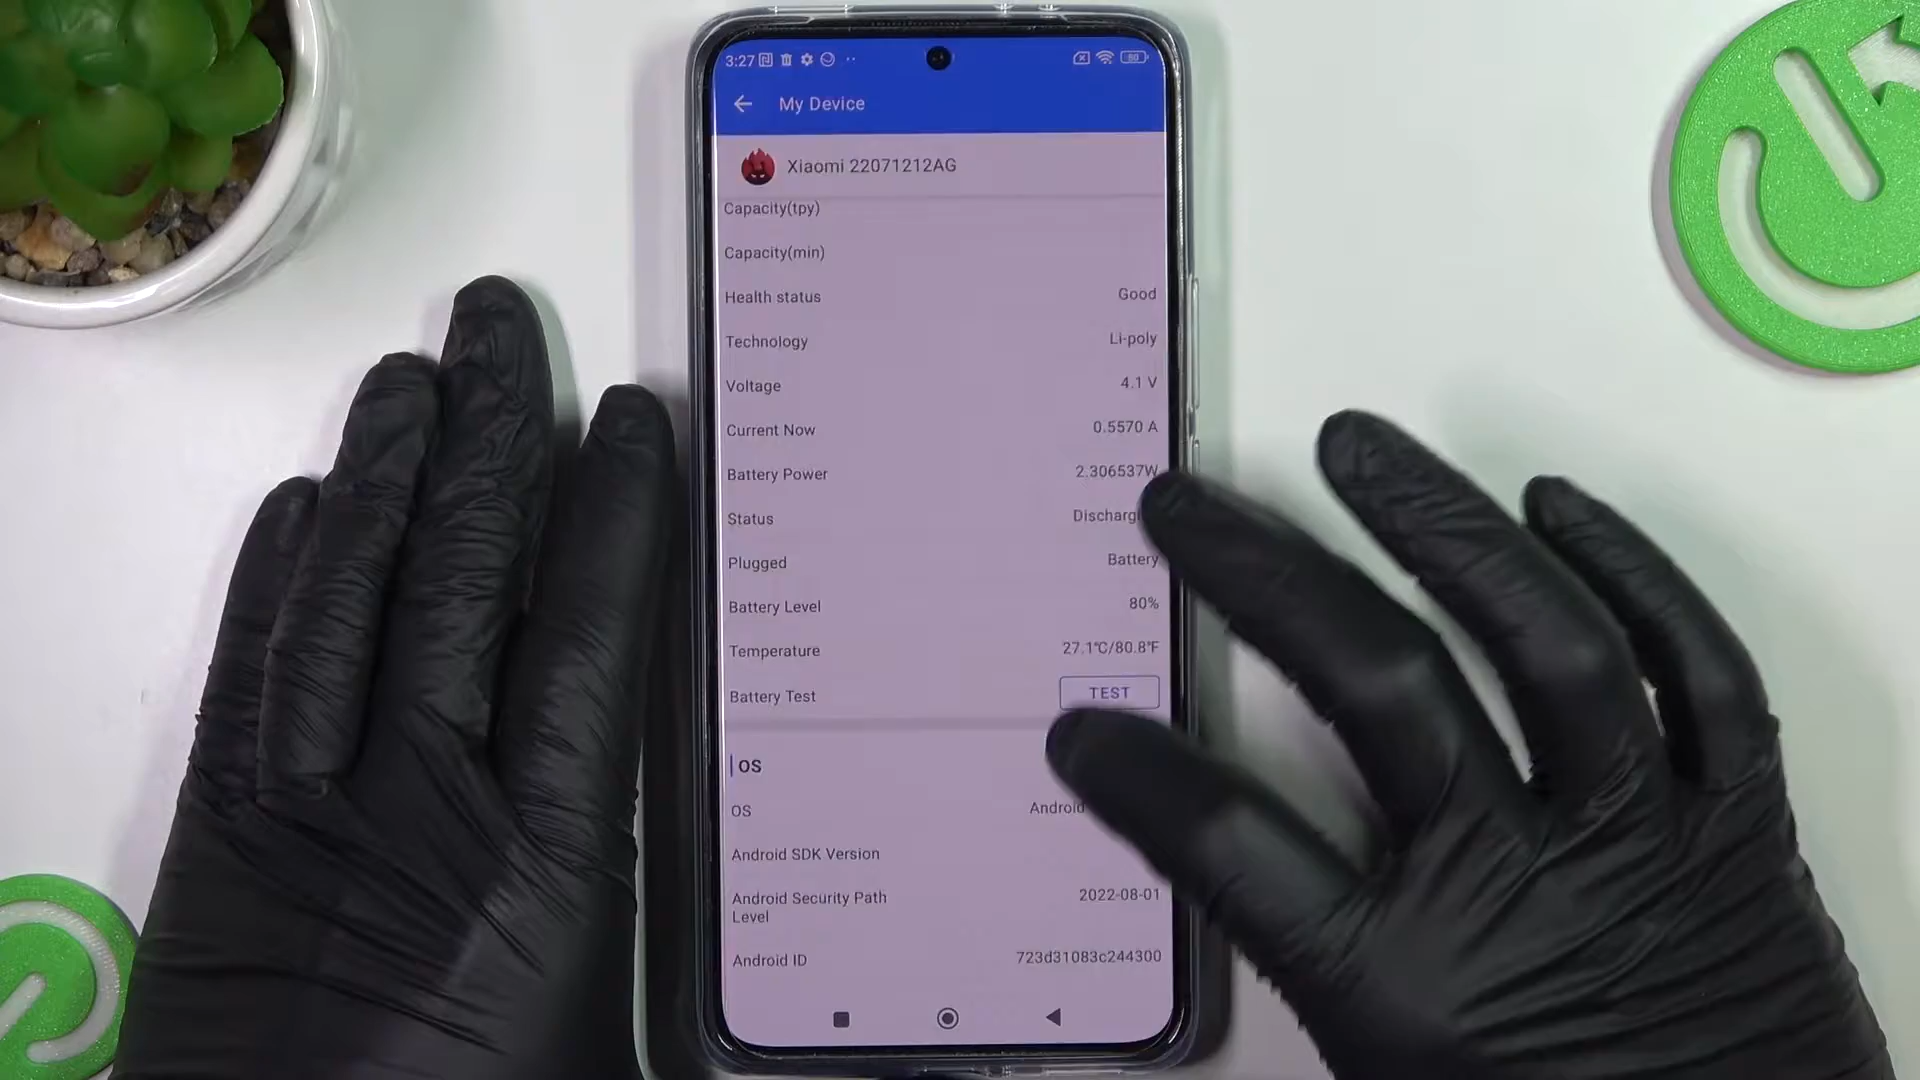 3:27 80
My Device
Xiaomi 22071212AG
Capacity(tpy)
Capacity(min)
Health status Good
Technology Li-poly
Voltage 4.1 V
Current Now 0.5570 A
Battery Power 2.306537W
Status Dischargi
Plugged Battery
Battery Level 80%
Temperature 27.1°C/80.8°F
Battery Test TEST
OS
OS Android
Android SDK Version
Android Security Path 2022-08-01
Level
Android ID 723d31083c244300